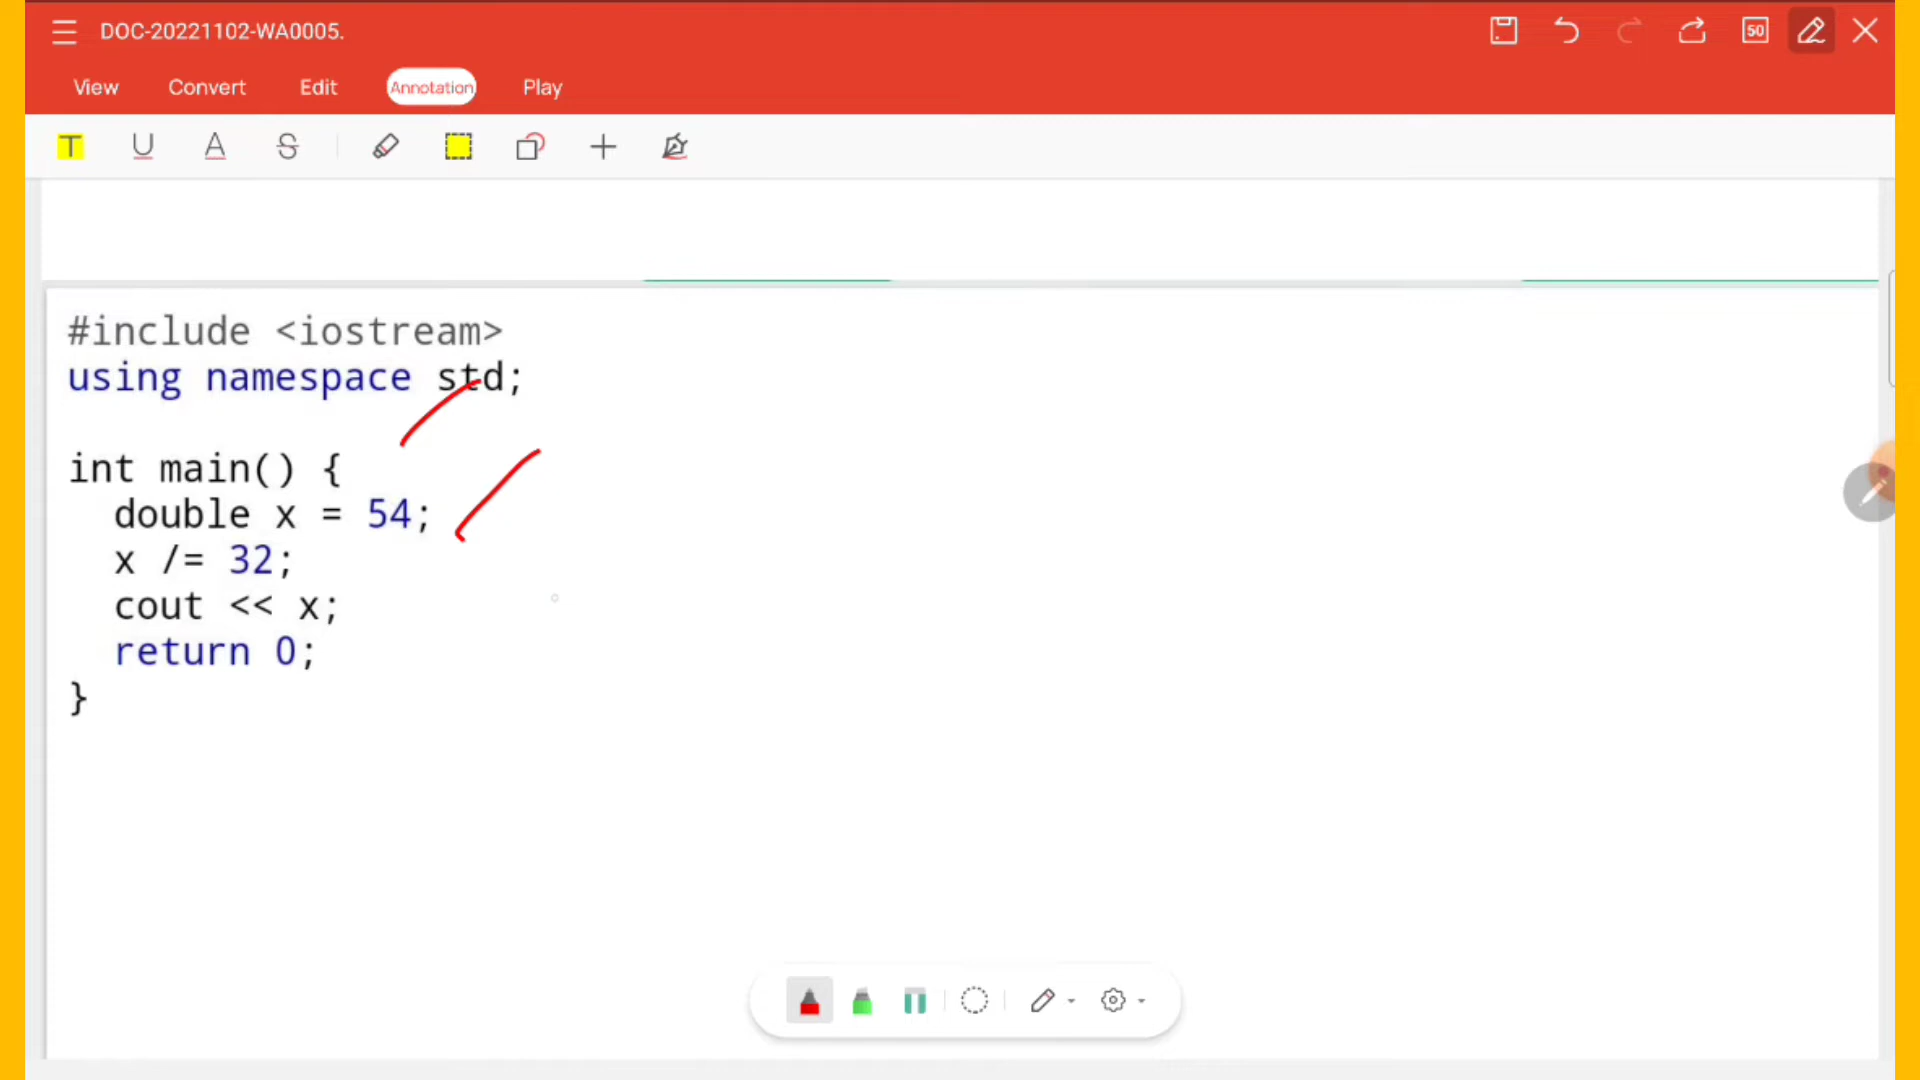 DOC-20221102-WA0005.
50
View Convert Edit Annotation Play
T U A S
#include <iostream>
using namespace std;
int main() {
  double x = 54;
  x /= 32;
  cout << x;
  return 0;
}